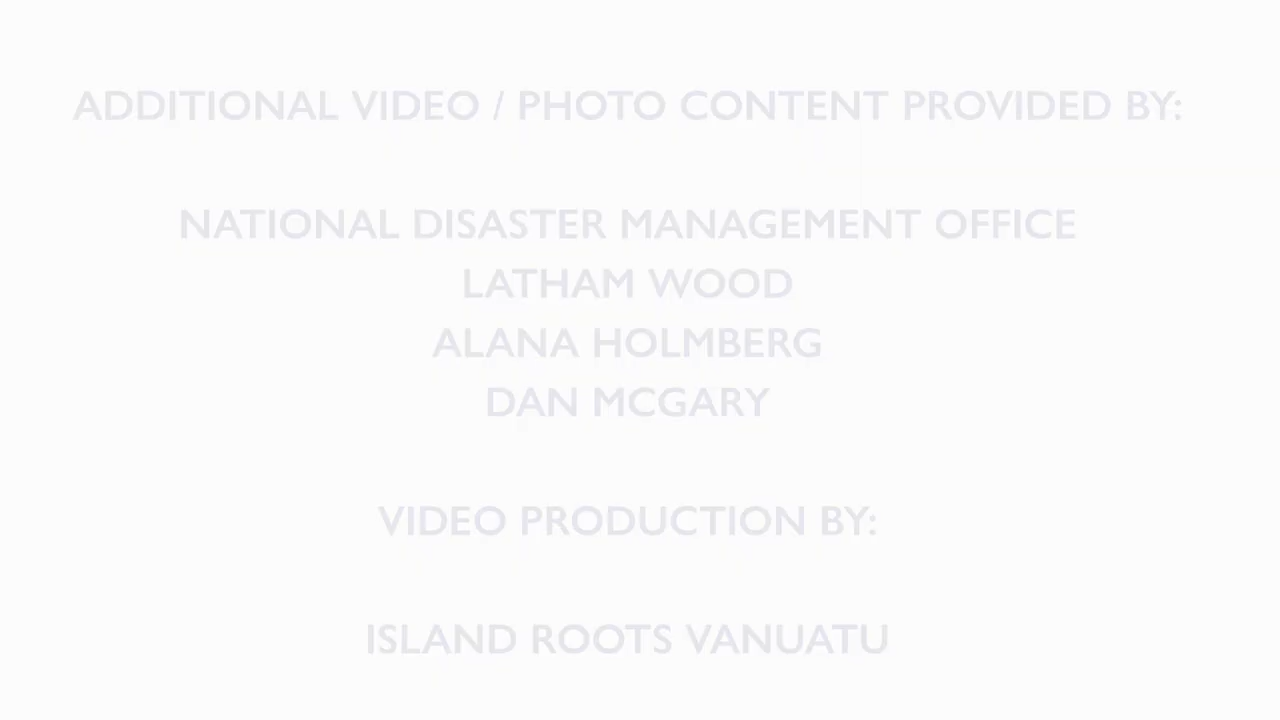 ADDITIONAL VIDEO / PHOTO CONTENT PROVIDED BY:
NATIONAL DISASTER MANAGEMENT OFFICE
LATHAM WOOD
ALANA HOLMBERG
DAN MCGARY
VIDEO PRODUCTION BY:
ISLAND ROOTS VANUATU